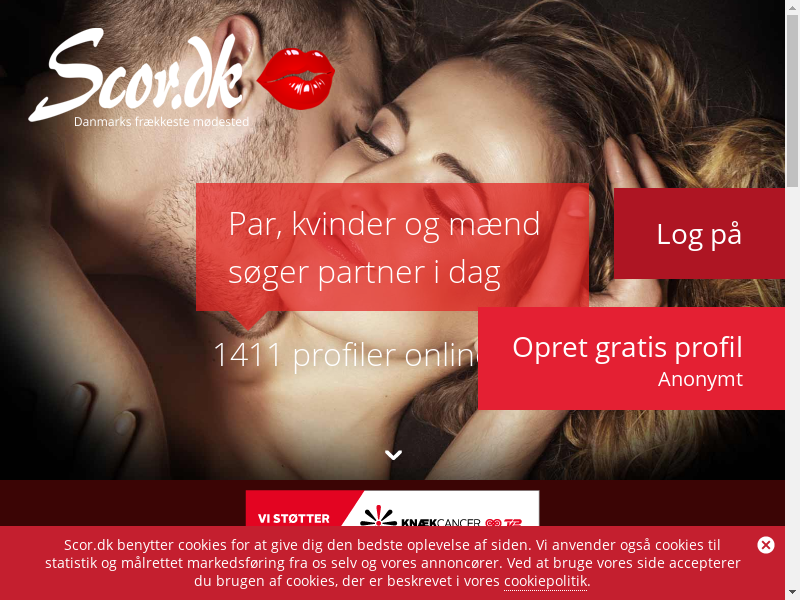 Scor.dk
Danmarks frækkeste mødested
Par, kvinder og mænd
søger partner i dag
Log på
1411 profiler online
Opret gratis profil
Anonymt
VI STØTTER
KNÆK CANCER
Scor.dk benytter cookies for at give dig den bedste oplevelse af siden. Vi anvender også cookies til
statistik og målrettet markedsføring fra os selv og vores annoncører. Ved at bruge vores side accepterer
du brugen af cookies, der er beskrevet i vores cookiepolitik.